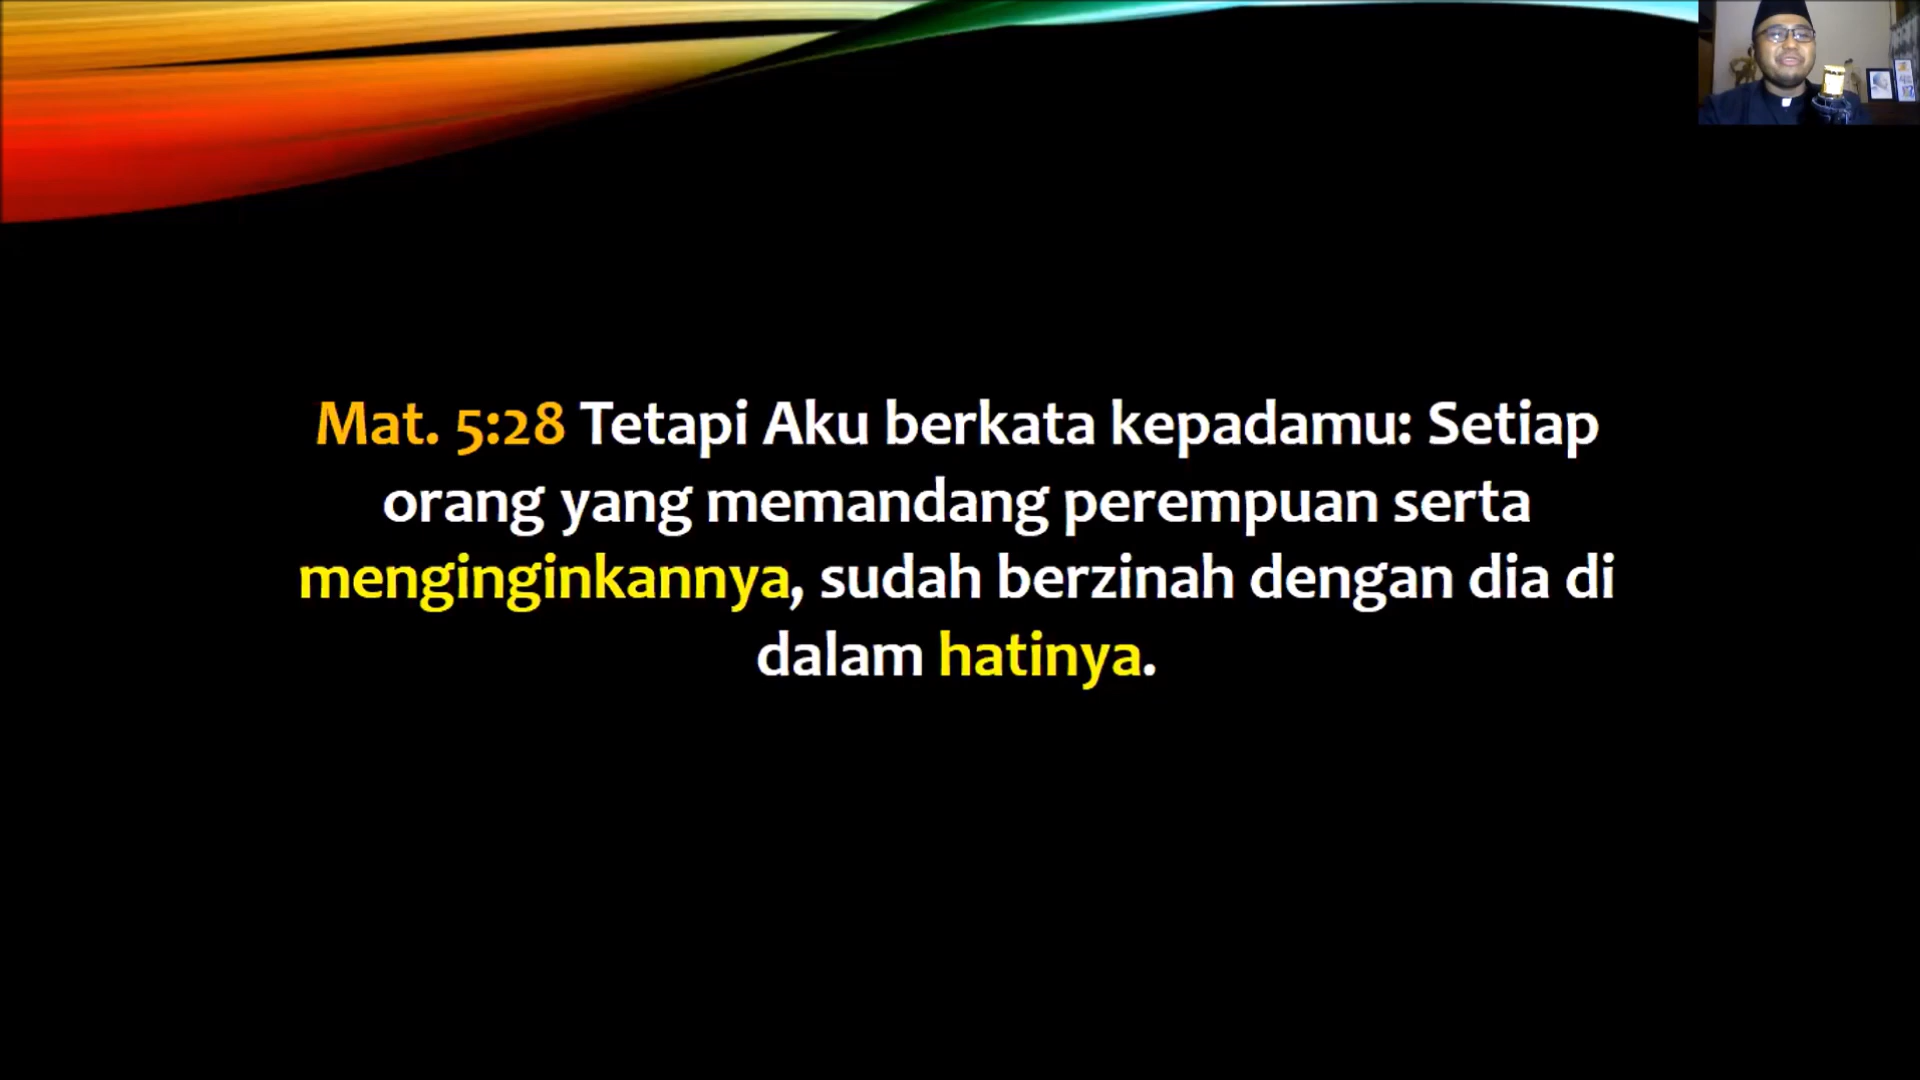 Mat. 5:28 Tetapi Aku berkata kepadamu: Setiap
orang yang memandang perempuan serta
menginginkannya, sudah berzinah dengan dia di
dalam hatinya.